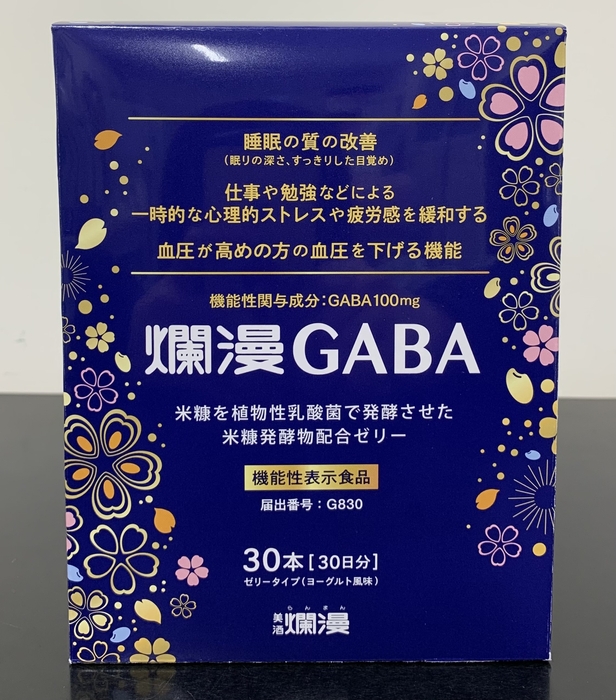 睡眠の質の改善
（眠りの深さ、すっきりした目覚め）
仕事や勉強などによる
一時的な心理的ストレスや疲労感を緩和する
血圧が高めの方の血圧を下げる機能
機能性関与成分：GABA100mg
爛漫GABA
米糠を植物性乳酸菌で発酵させた
米糠発酵物配合ゼリー
機能性表示食品
届出番号：G830
30本［30日分］
ゼリータイプ（ヨーグルト風味）
らんまん
美酒爛漫